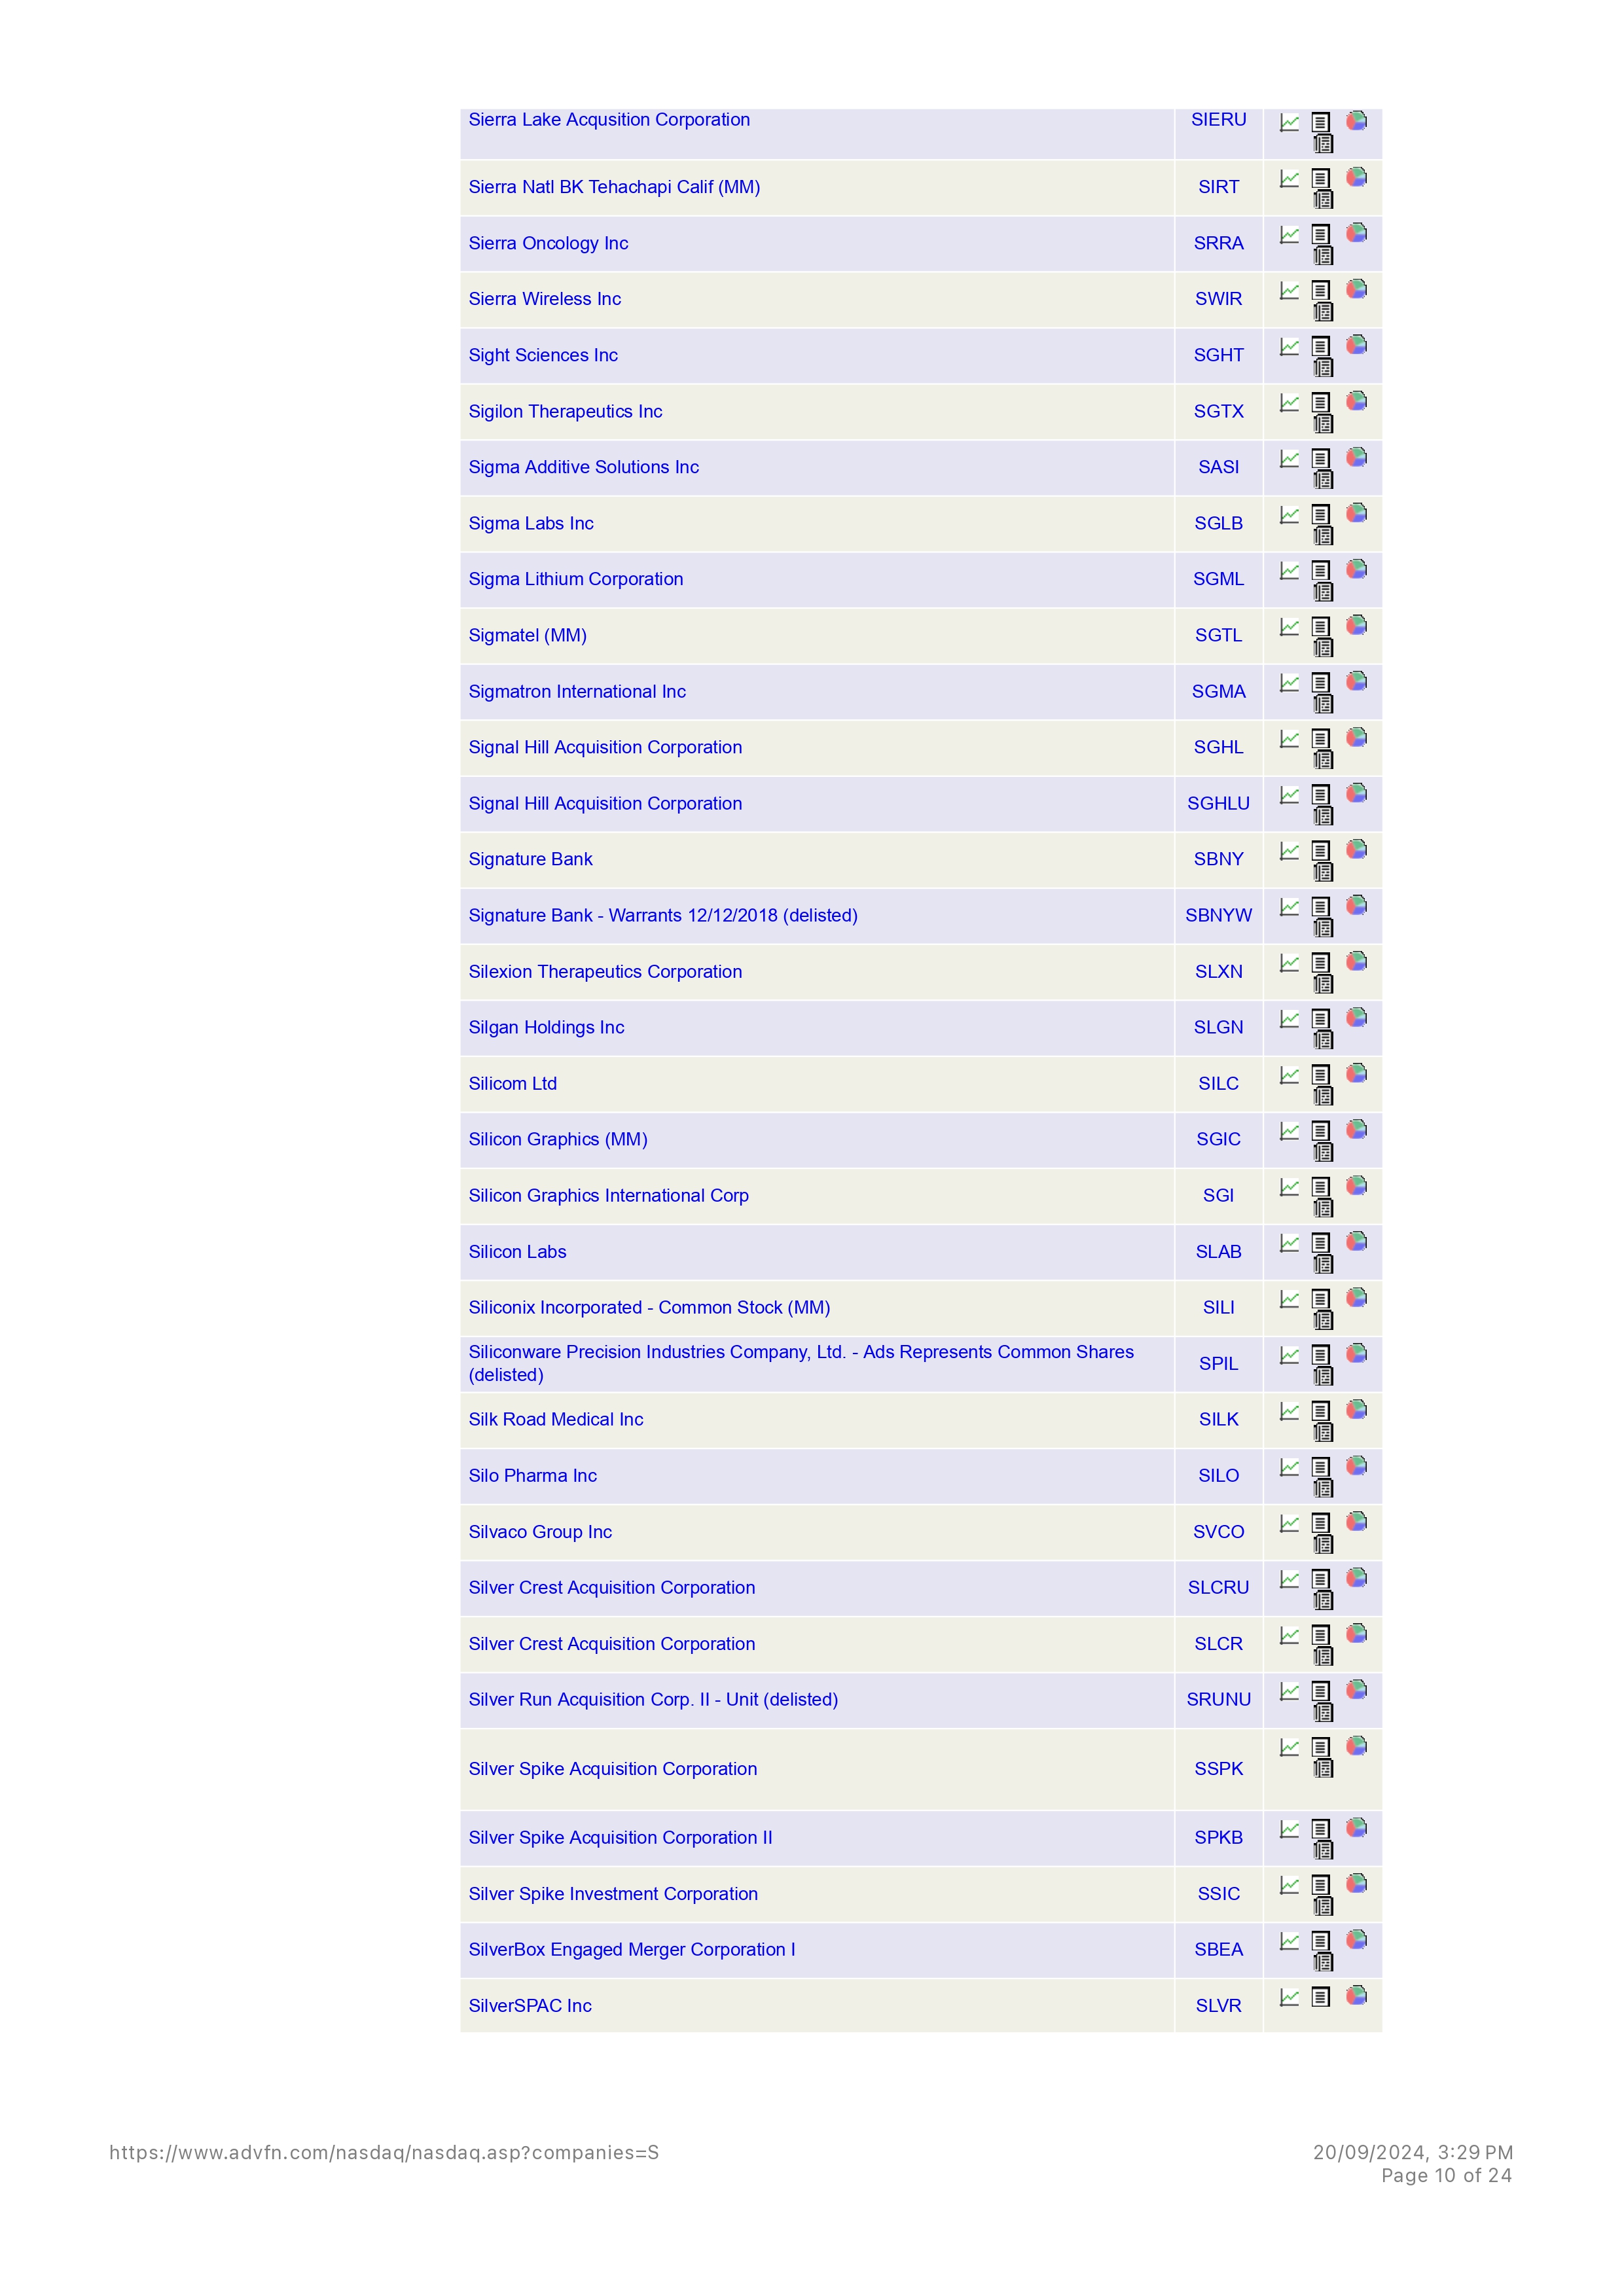 Sierra Lake Acqusition Corporation SIERU
Sierra Natl BK Tehachapi Calif (MM) SIRT
Sierra Oncology Inc SRRA
Sierra Wireless Inc SWIR
Sight Sciences Inc SGHT
Sigilon Therapeutics Inc SGTX
Sigma Additive Solutions Inc SASI
Sigma Labs Inc SGLB
Sigma Lithium Corporation SGML
Sigmatel (MM) SGTL
Sigmatron International Inc SGMA
Signal Hill Acquisition Corporation SGHL
Signal Hill Acquisition Corporation SGHLU
Signature Bank SBNY
Signature Bank - Warrants 12/12/2018 (delisted) SBNYW
Silexion Therapeutics Corporation SLXN
Silgan Holdings Inc SLGN
Silicom Ltd SILC
Silicon Graphics (MM) SGIC
Silicon Graphics International Corp SGI
Silicon Labs SLAB
Siliconix Incorporated - Common Stock (MM) SILI
Siliconware Precision Industries Company, Ltd. - Ads Represents Common Shares
(delisted) SPIL
Silk Road Medical Inc SILK
Silo Pharma Inc SILO
Silvaco Group Inc SVCO
Silver Crest Acquisition Corporation SLCRU
Silver Crest Acquisition Corporation SLCR
Silver Run Acquisition Corp. II - Unit (delisted) SRUNU
Silver Spike Acquisition Corporation SSPK
Silver Spike Acquisition Corporation II SPKB
Silver Spike Investment Corporation SSIC
SilverBox Engaged Merger Corporation I SBEA
SilverSPAC Inc SLVR
https://www.advfn.com/nasdaq/nasdaq.asp?companies=S 20/09/2024, 3:29 PM
Page 10 of 24